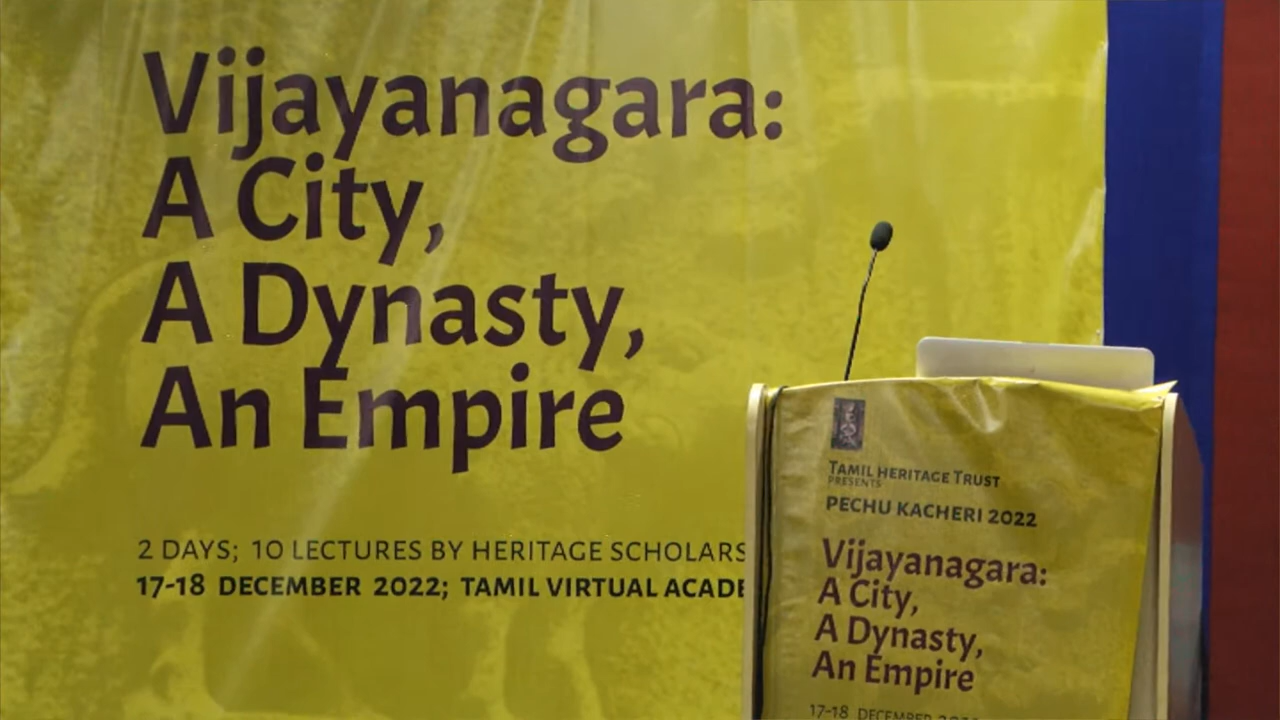 Vijayanagara:
A City,
A Dynasty,
An Empire
2 DAYS; 10 LECTURES BY HERITAGE SCHOLARS
17-18 DECEMBER 2022; TAMIL VIRTUAL ACADE
TAMIL HERITAGE TRUST
PRESENTS
PECHU KACHERI 2022
Vijayanagara:
A City,
A Dynasty,
An Empire
17-18 DECEMBER 2022